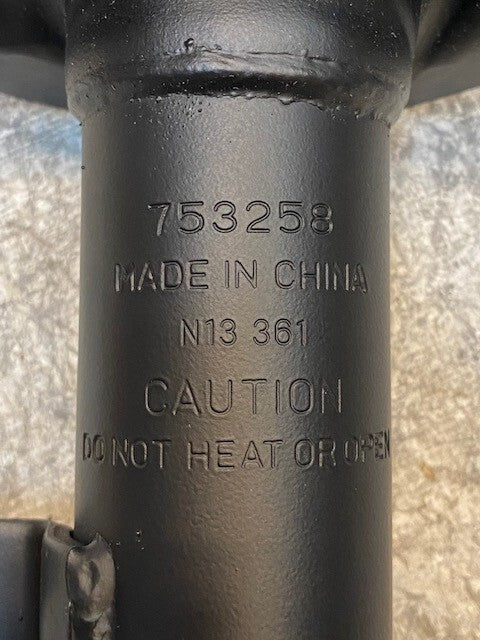 753258
MADE IN CHINA
N13 361
CAUTION
DO NOT HEAT OR OPEN